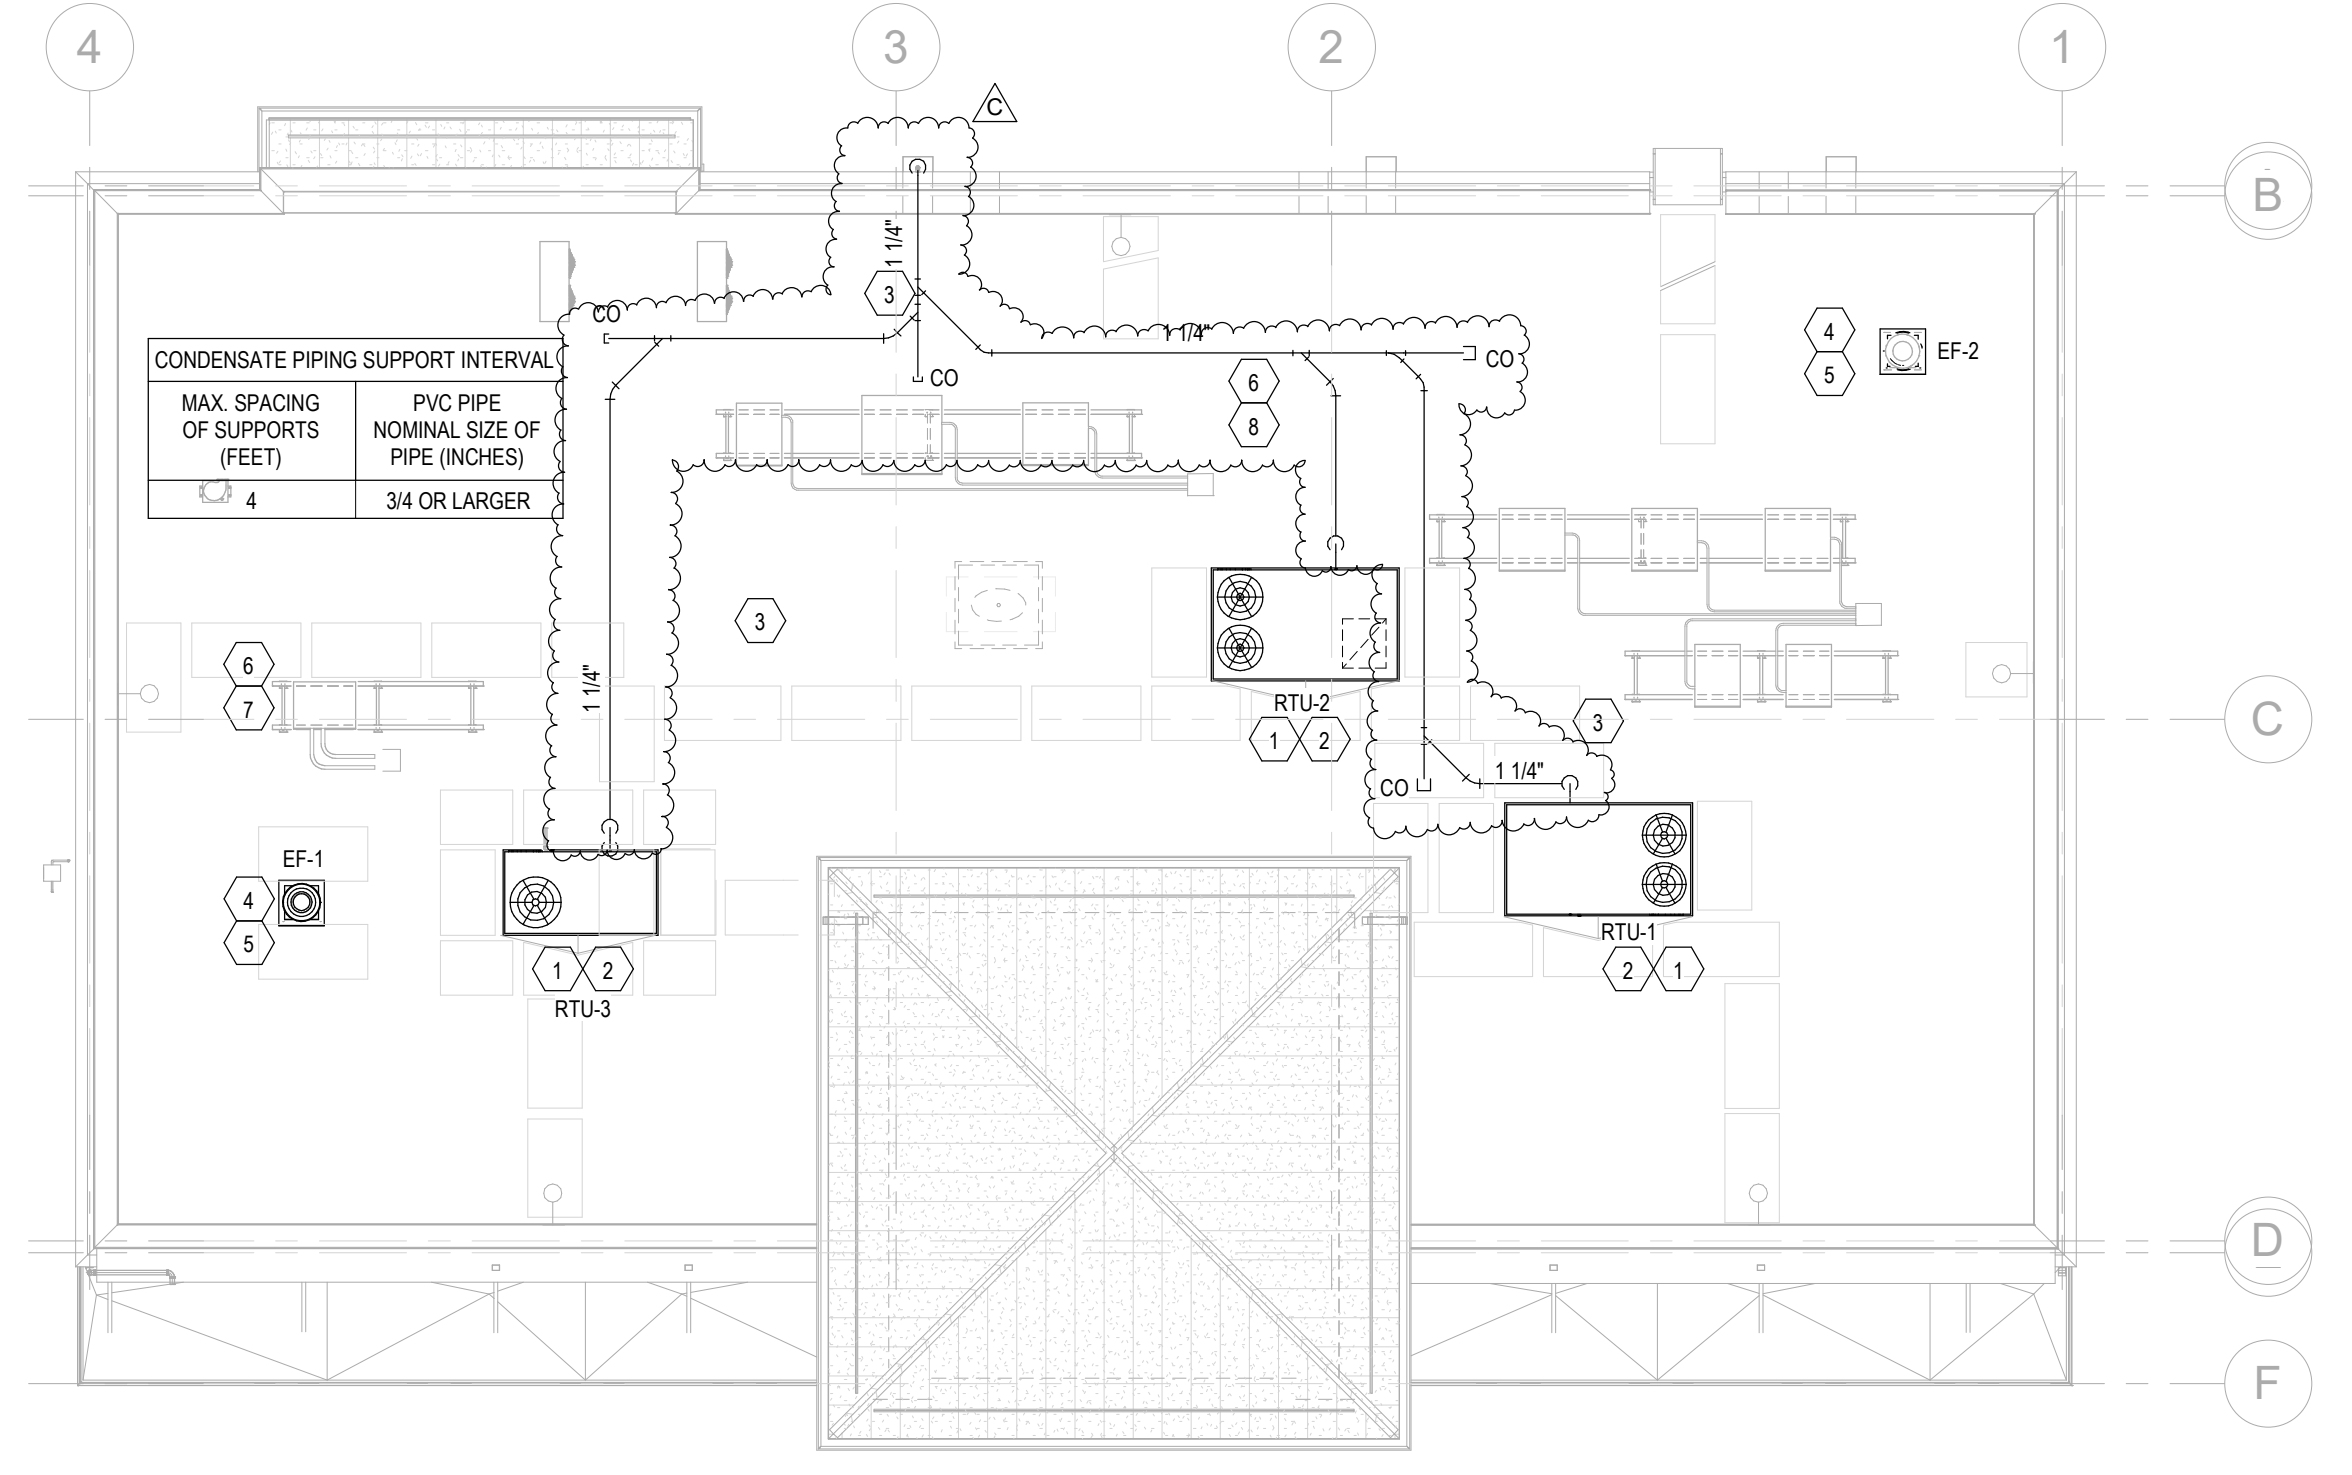 4
3
2
1
C
B
1 1/4"
3
CO
1 1/4"
CO
CO
4
5
EF-2
CONDENSATE PIPING SUPPORT INTERVAL
MAX. SPACING
OF SUPPORTS
(FEET)
PVC PIPE
NOMINAL SIZE OF
PIPE (INCHES)
4
3/4 OR LARGER
6
8
3
6
7
1 1/4"
RTU-2
1
2
3
C
1 1/4"
CO
EF-1
4
5
1
2
RTU-3
RTU-1
2
1
D
F